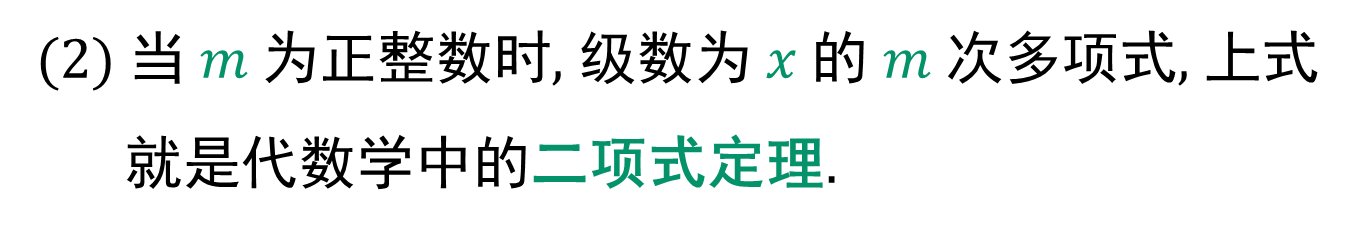 (2) 当 m 为正整数时, 级数为 x 的 m 次多项式, 上式
就是代数学中的二项式定理.